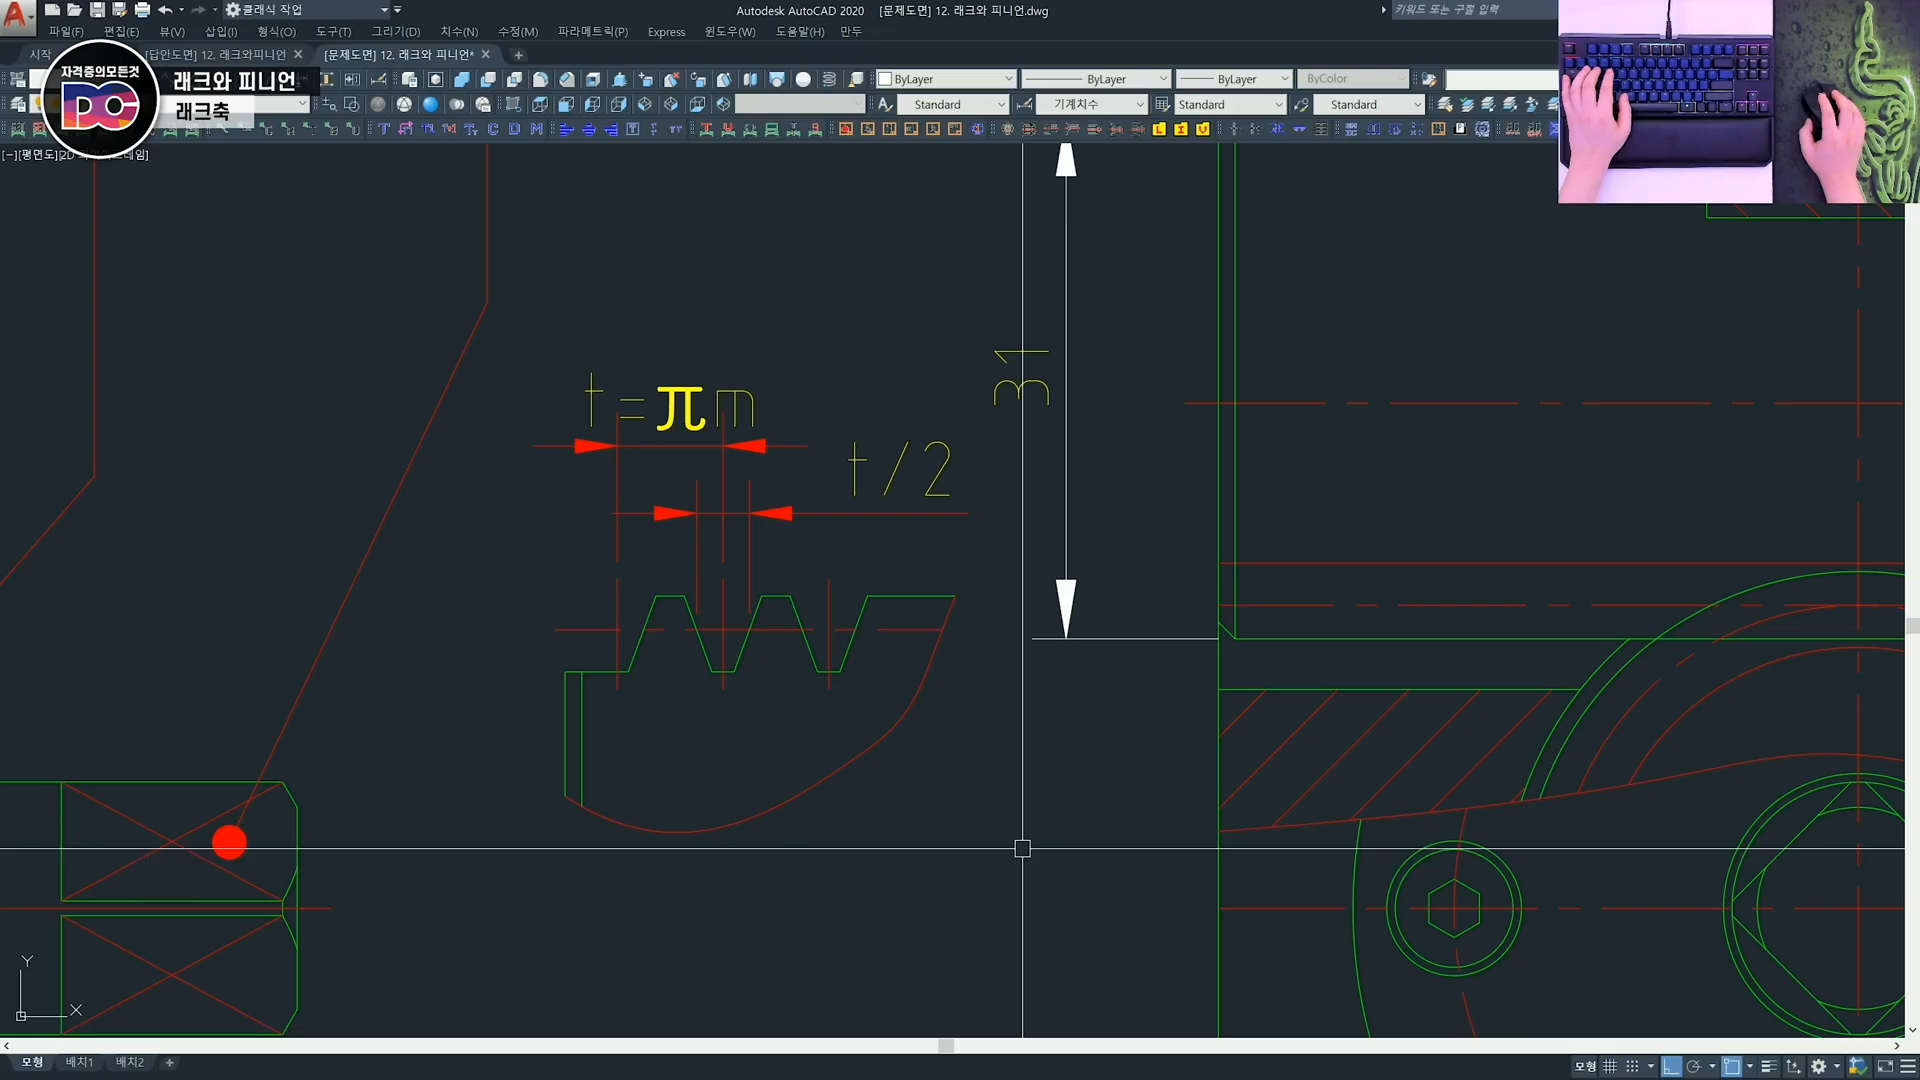 클래식 작업
Autodesk AutoCAD 2020 [문제도면] 12. 래크와 피니언.dwg
키워드 또는 구절 입력
파일(F) 편집(E) 뷰(V) 삽입(I) 형식(O) 도구(T) 그리기(D) 치수(N) 수정(M) 파라메트릭(P) Express 윈도우(W) 도움말(H) 만두
시작 [답안도면] 12. 래크와피니언 [문제도면] 12. 래크와 피니언*
자격증의모든것
래크와 피니언
래크축
ByLayer ByLayer ByLayer ByColor
Standard 기계치수 Standard Standard
[−][평면도]
t=πm
t/2
31
Y
X
모형 배치1 배치2 +
모형